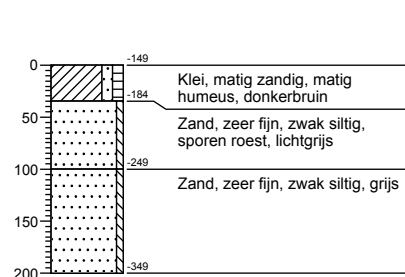 0
-149
Klei, matig zandig, matig
humeus, donkerbruin
-184
50
Zand, zeer fijn, zwak siltig,
sporen roest, lichtgrijs
100
-249
Zand, zeer fijn, zwak siltig, grijs
150
200
-349